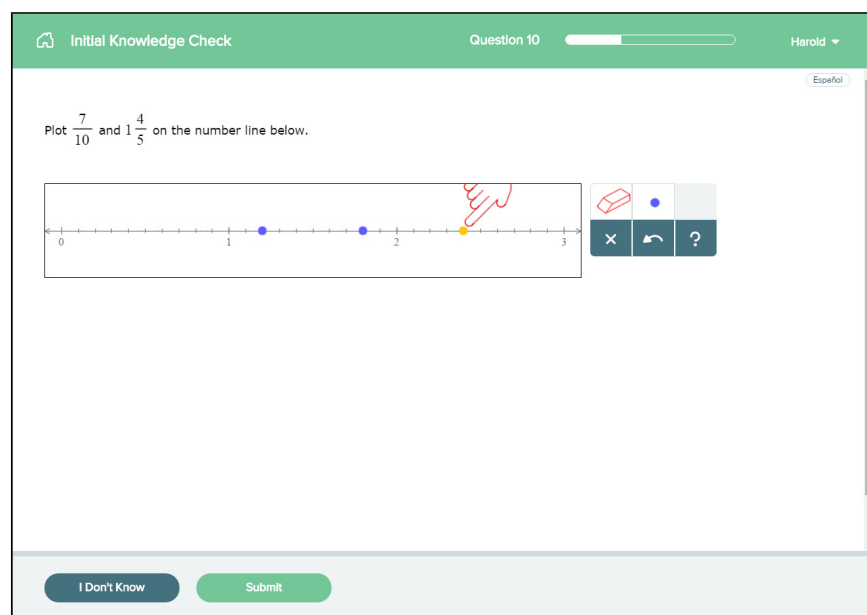 Initial Knowledge Check
Question 10
Harold
Español
Plot 7/10 and 1 4/5 on the number line below.
0 1 2 3
?
I Don't Know
Submit